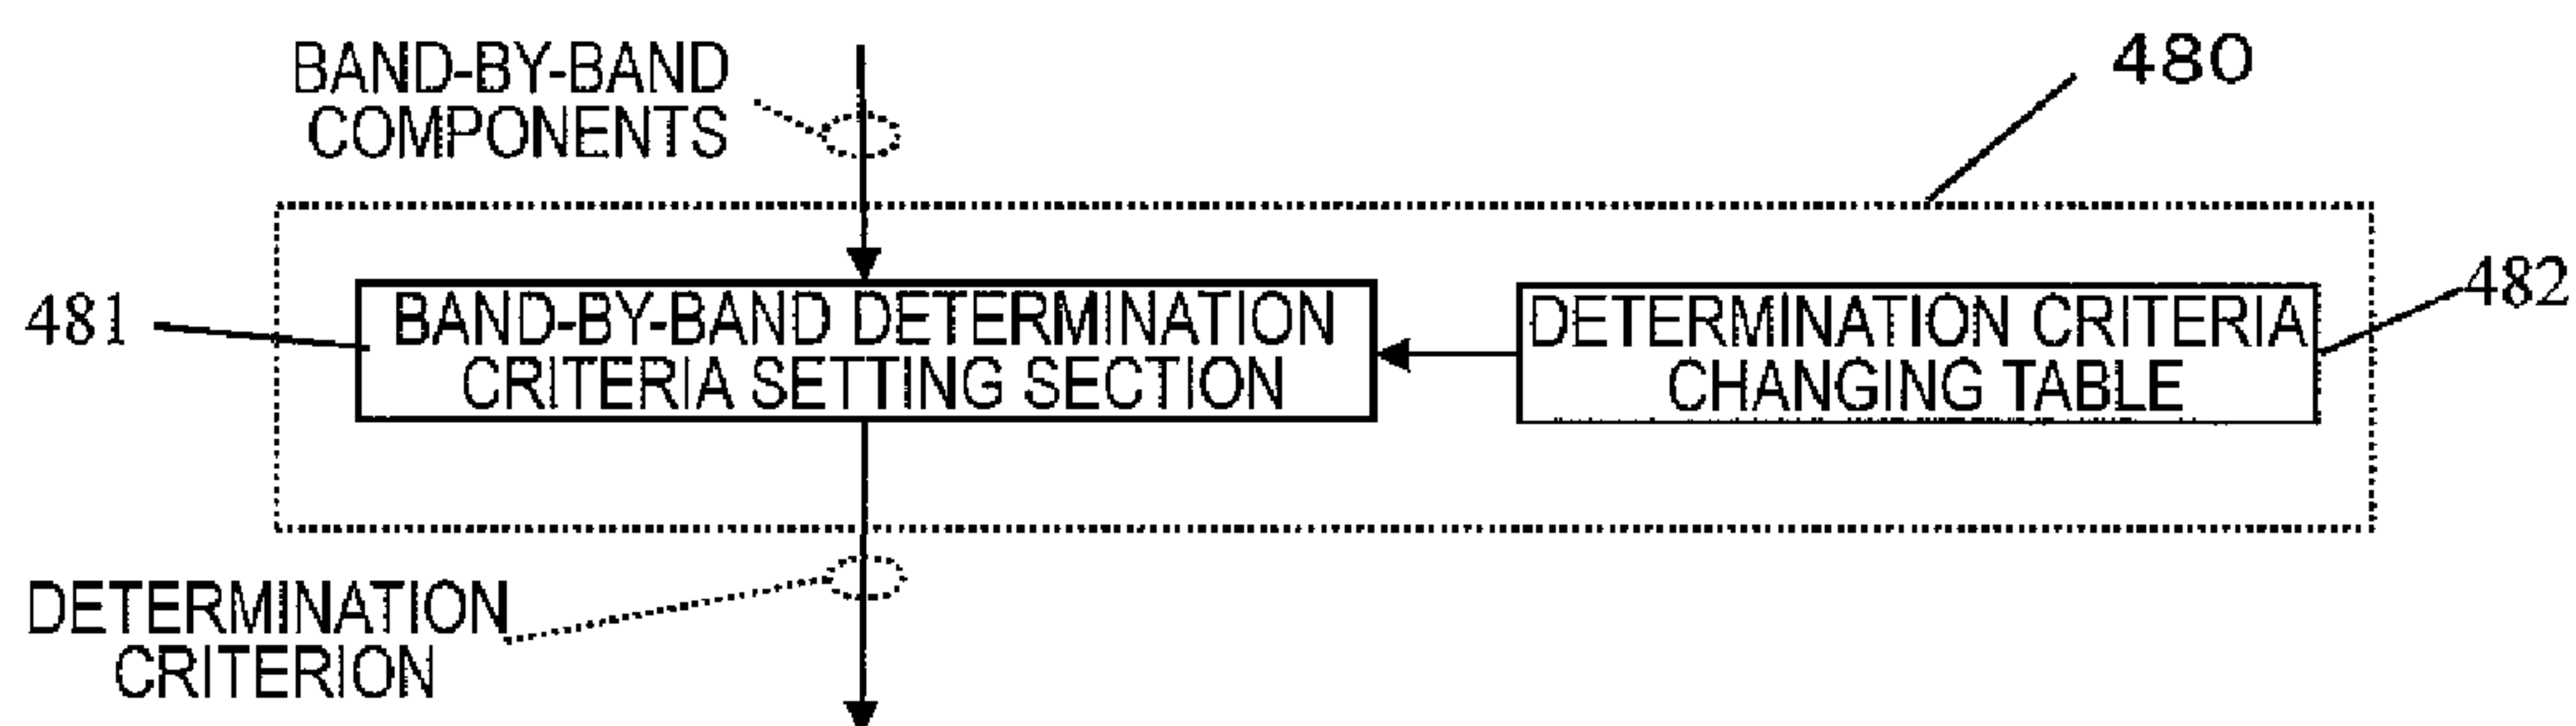 BAND-BY-BAND
COMPONENTS
480
481
BAND-BY-BAND DETERMINATION
CRITERIA SETTING SECTION
DETERMINATION CRITERIA
CHANGING TABLE
482
DETERMINATION
CRITERION